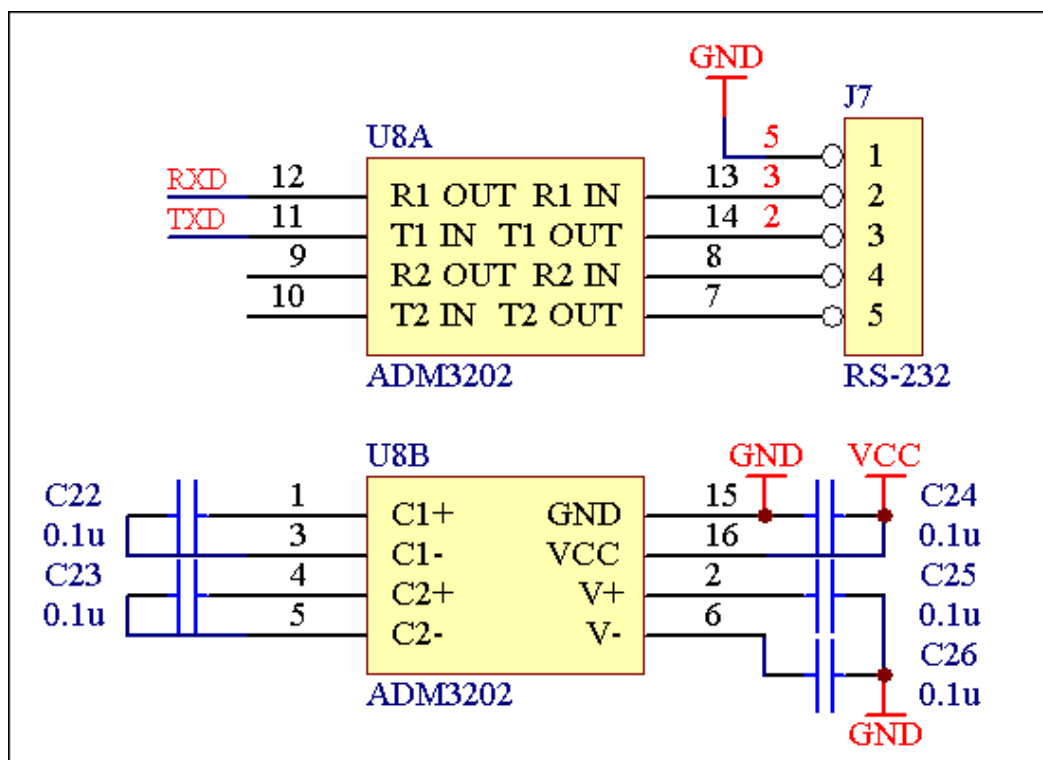 GND
J7
U8A
5
1
RXD 12 R1 OUT R1 IN 13 3 2
TXD 11 T1 IN T1 OUT 14 2 3
9 R2 OUT R2 IN 8 4
10 T2 IN T2 OUT 7 5
ADM3202 RS-232
U8B GND VCC
C22 1 C1+ GND 15 C24
0.1u 3 C1- VCC 16 0.1u
C23 4 C2+ V+ 2 C25
0.1u 5 C2- V- 6 0.1u
C26
ADM3202 0.1u
GND